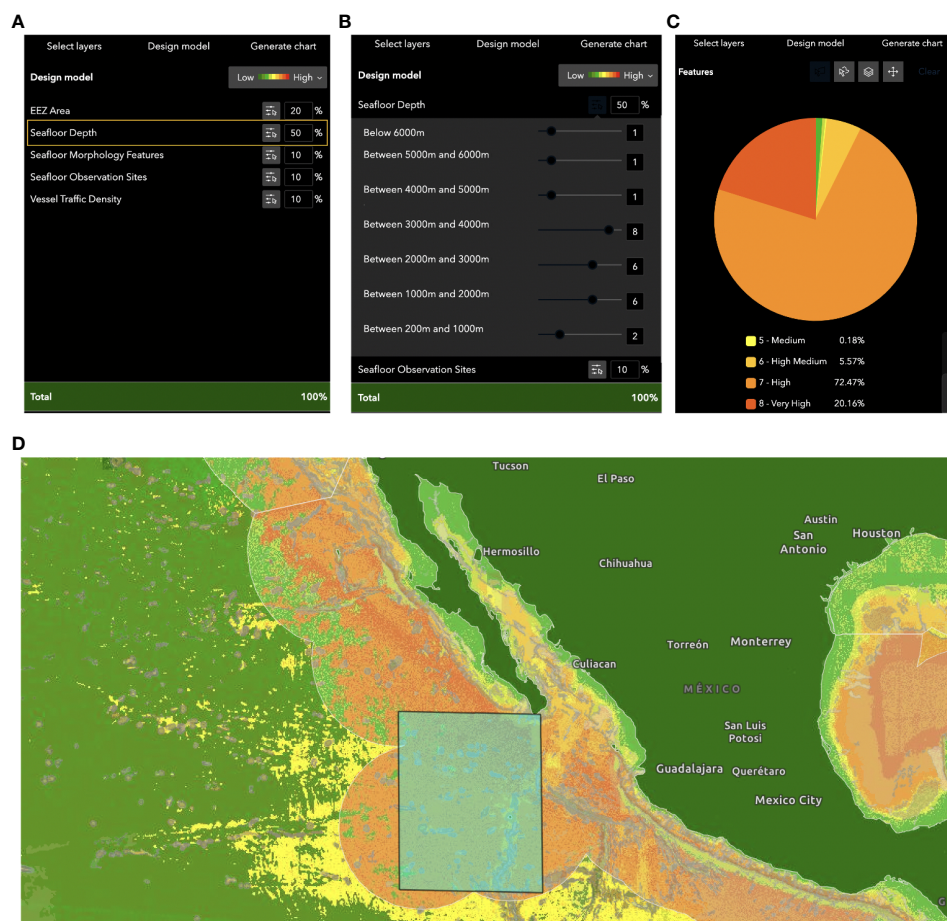 A
Select layers Design model Generate chart
Design model Low High
EEZ Area 20 %
Seafloor Depth 50 %
Seafloor Morphology Features 10 %
Seafloor Observation Sites 10 %
Vessel Traffic Density 10 %
Total 100%
B
Select layers Design model Generate chart
Design model Low High
Seafloor Depth 50 %
Below 6000m 1
Between 5000m and 6000m 1
Between 4000m and 5000m 1
Between 3000m and 4000m 8
Between 2000m and 3000m 6
Between 1000m and 2000m 6
Between 200m and 1000m 2
Seafloor Observation Sites 10 %
Total 100%
C
Select layers Design model Generate chart
Features Clear
5 - Medium 0.18%
6 - High Medium 5.57%
7 - High 72.47%
8 - Very High 20.16%
D
Tucson
El Paso
Austin
San
Antonio
Houston
Hermosillo
Chihuahua
Torreón
Monterrey
Culiacan
MÉXICO
San Luis
Potosi
Guadalajara
Querétaro
Mexico City